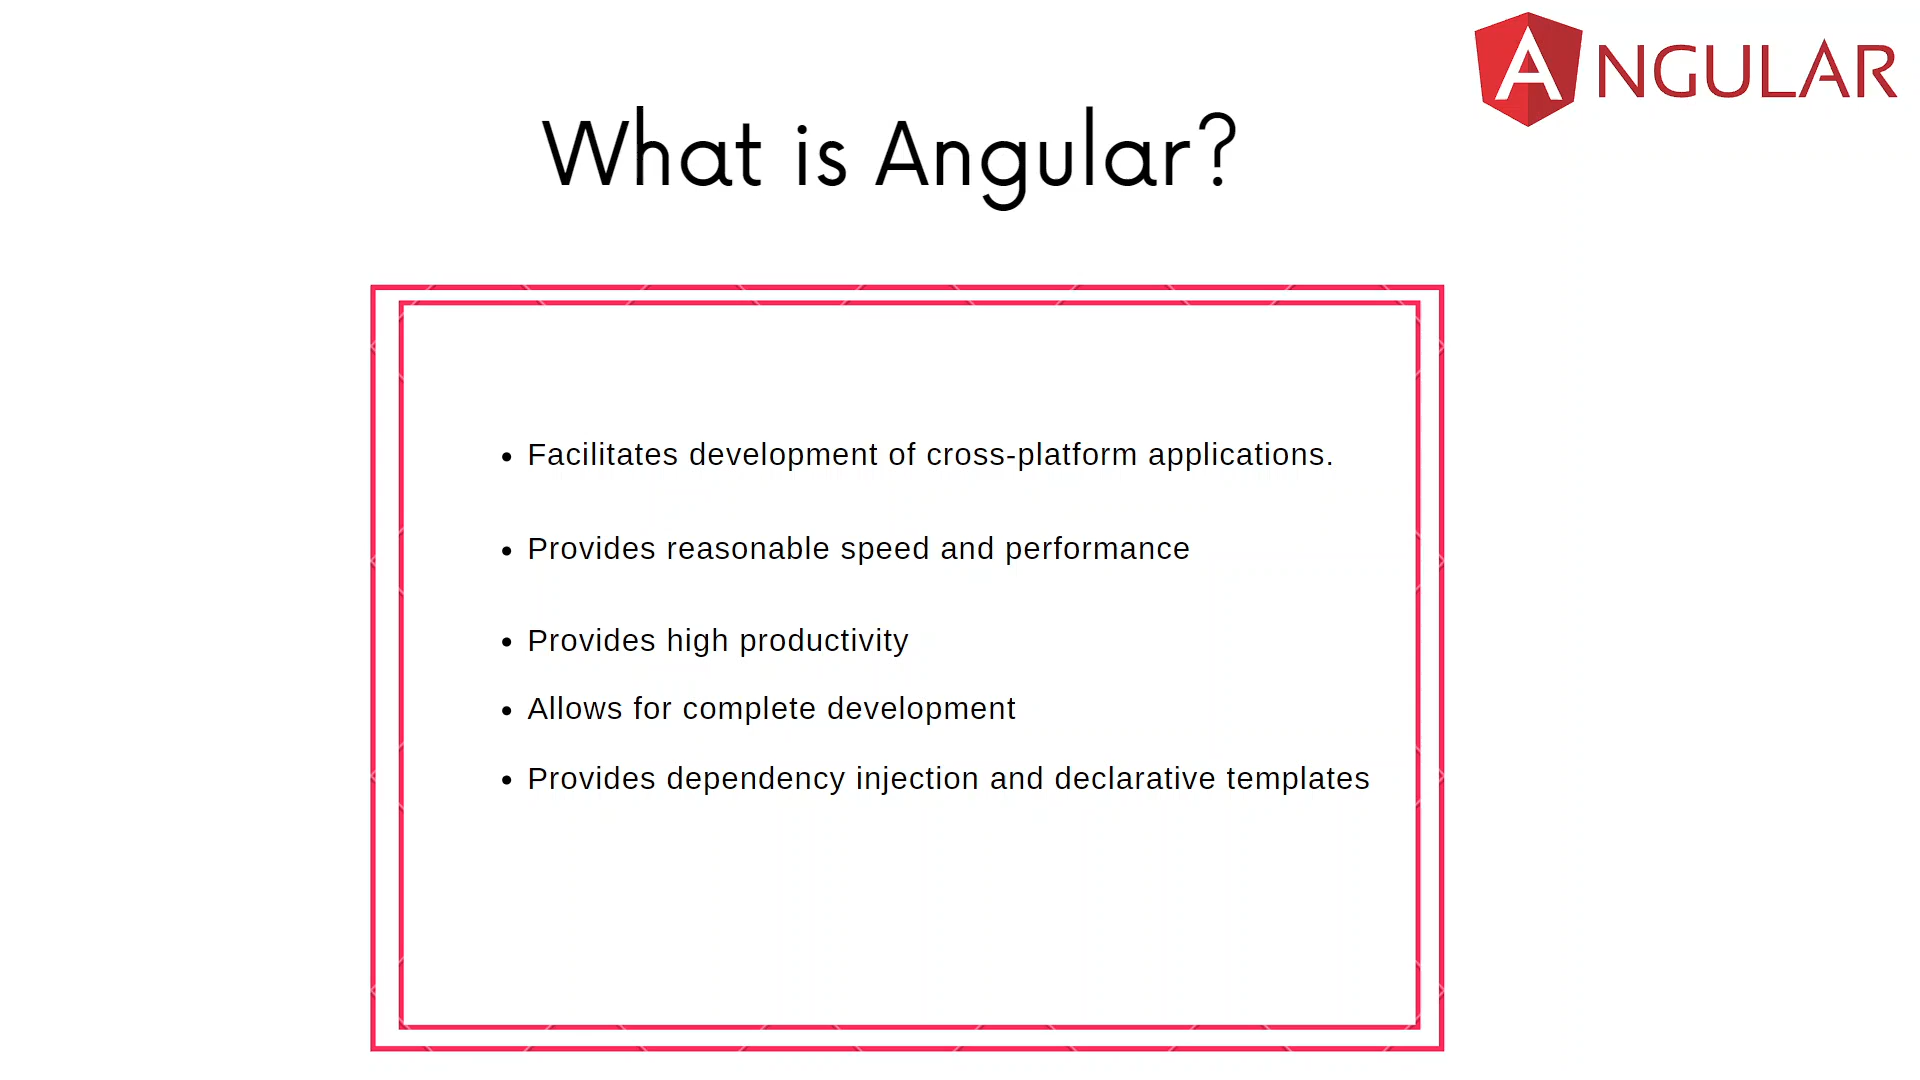 ANGULAR
What is Angular?
• Facilitates development of cross-platform applications.
• Provides reasonable speed and performance
• Provides high productivity
• Allows for complete development
• Provides dependency injection and declarative templates